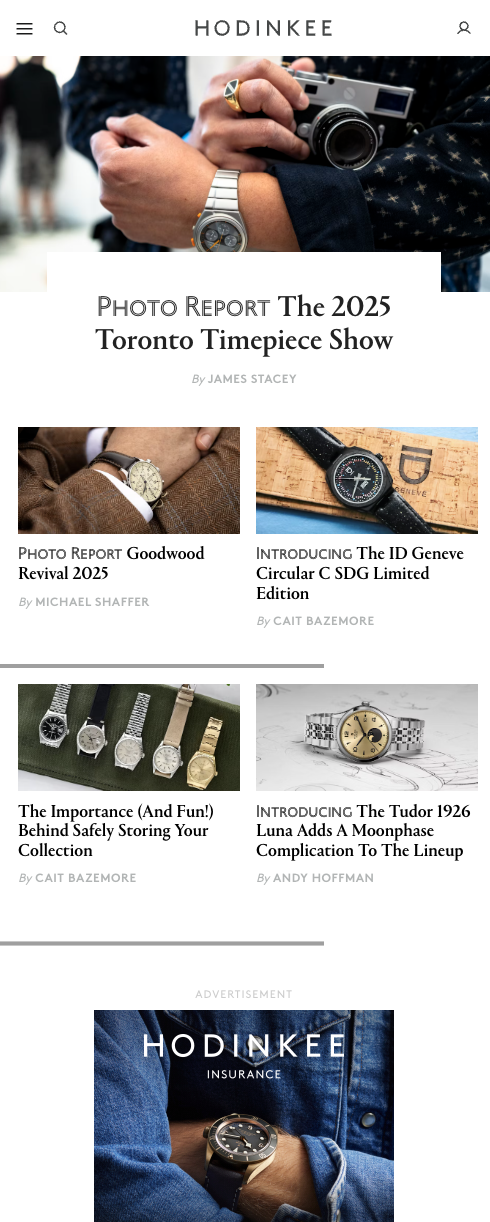 HODINKEE
PHOTO REPORT The 2025
Toronto Timepiece Show
By JAMES STACEY
ID
GENEVE
PHOTO REPORT Goodwood
Revival 2025
By MICHAEL SHAFFER
INTRODUCING The ID Geneve
Circular C SDG Limited
Edition
By CAIT BAZEMORE
The Importance (And Fun!)
Behind Safely Storing Your
Collection
By CAIT BAZEMORE
INTRODUCING The Tudor 1926
Luna Adds A Moonphase
Complication To The Lineup
By ANDY HOFFMAN
ADVERTISEMENT
HODINKEE
INSURANCE